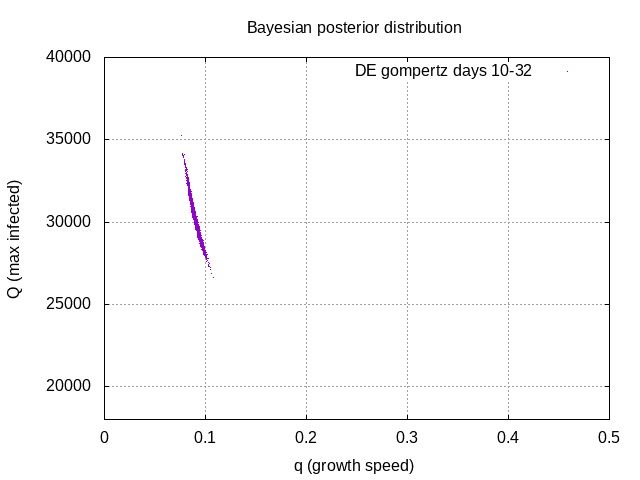 Bayesian posterior distribution
40000
DE gompertz days 10-32
35000
30000
25000
20000
Q (max infected)
0 0.1 0.2 0.3 0.4 0.5
q (growth speed)